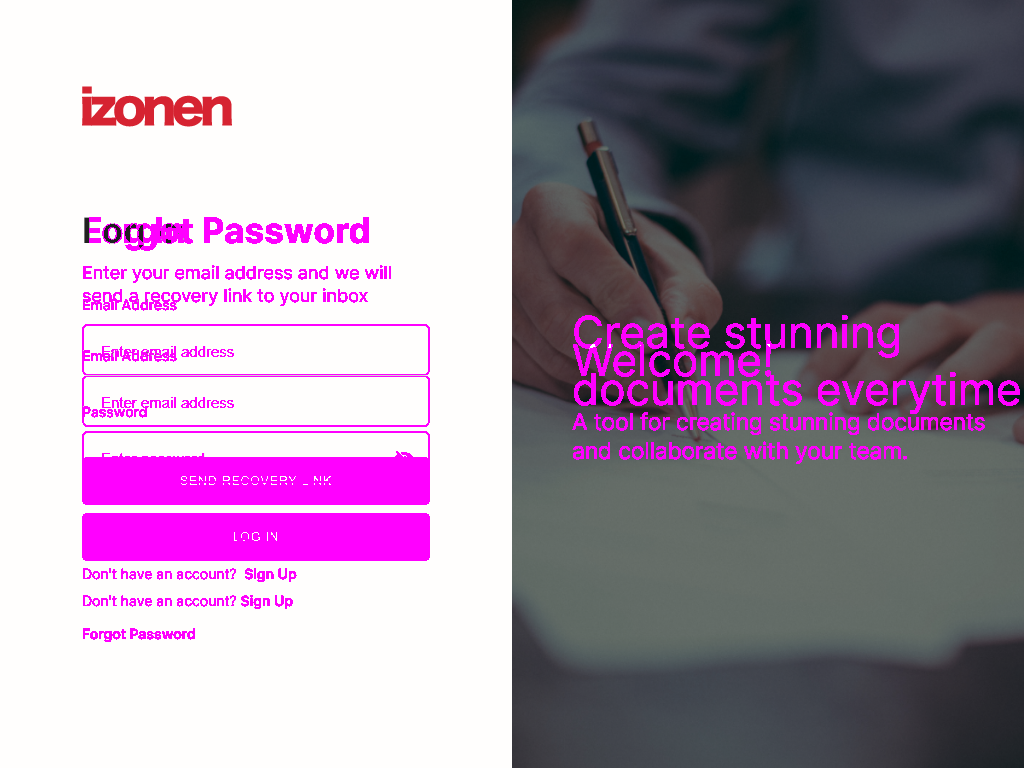 izonen
Forgot Password
Enter your email address and we will
send a recovery link to your inbox
Email Address
Enter email address
Email Address
Enter email address
Password
Enter password
SEND RECOVERY LINK
LOG IN
Don't have an account? Sign Up
Don't have an account? Sign Up
Forgot Password
Create stunning
Welcome!
documents everytime
A tool for creating stunning documents
and collaborate with your team.